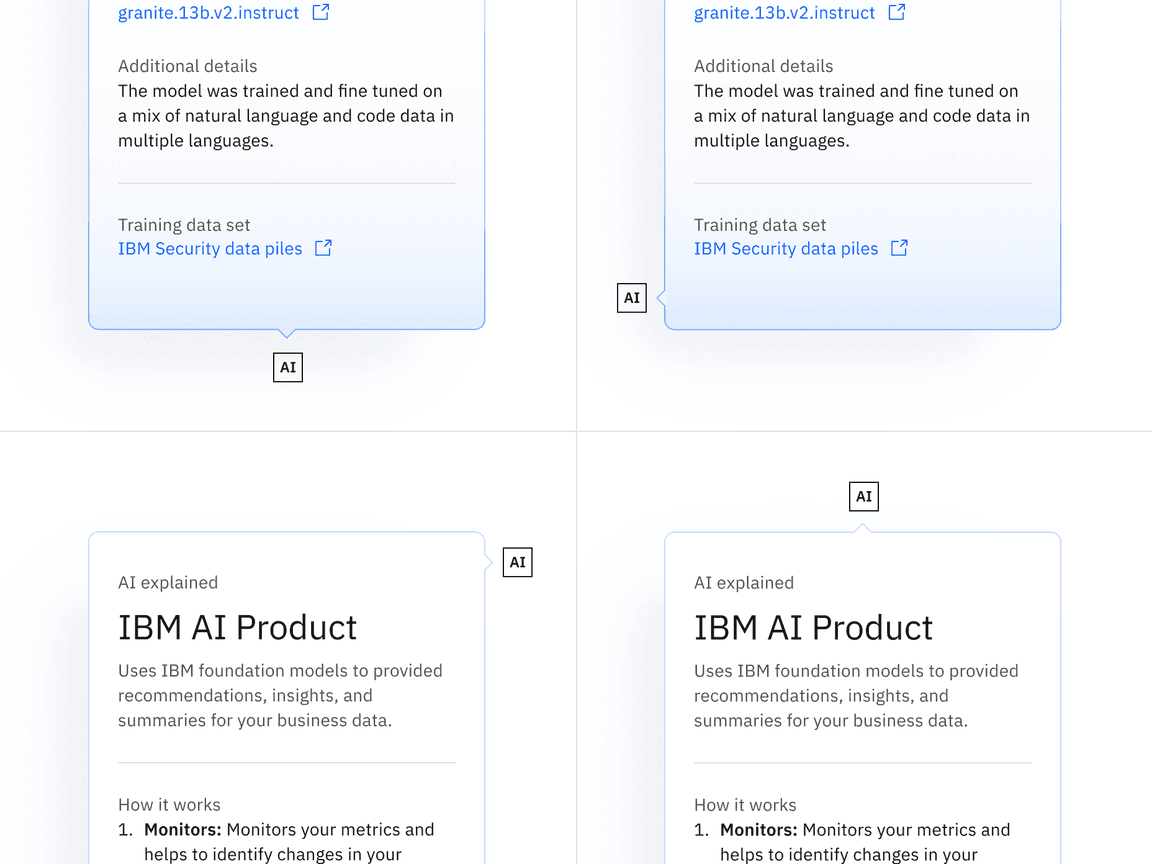 granite.13b.v2.instruct
Additional details
The model was trained and fine tuned on
a mix of natural language and code data in
multiple languages.
Training data set
IBM Security data piles
AI
granite.13b.v2.instruct
Additional details
The model was trained and fine tuned on
a mix of natural language and code data in
multiple languages.
Training data set
IBM Security data piles
AI
AI
AI explained
IBM AI Product
Uses IBM foundation models to provided
recommendations, insights, and
summaries for your business data.
How it works
1. Monitors: Monitors your metrics and
helps to identify changes in your
AI
AI explained
IBM AI Product
Uses IBM foundation models to provided
recommendations, insights, and
summaries for your business data.
How it works
1. Monitors: Monitors your metrics and
helps to identify changes in your